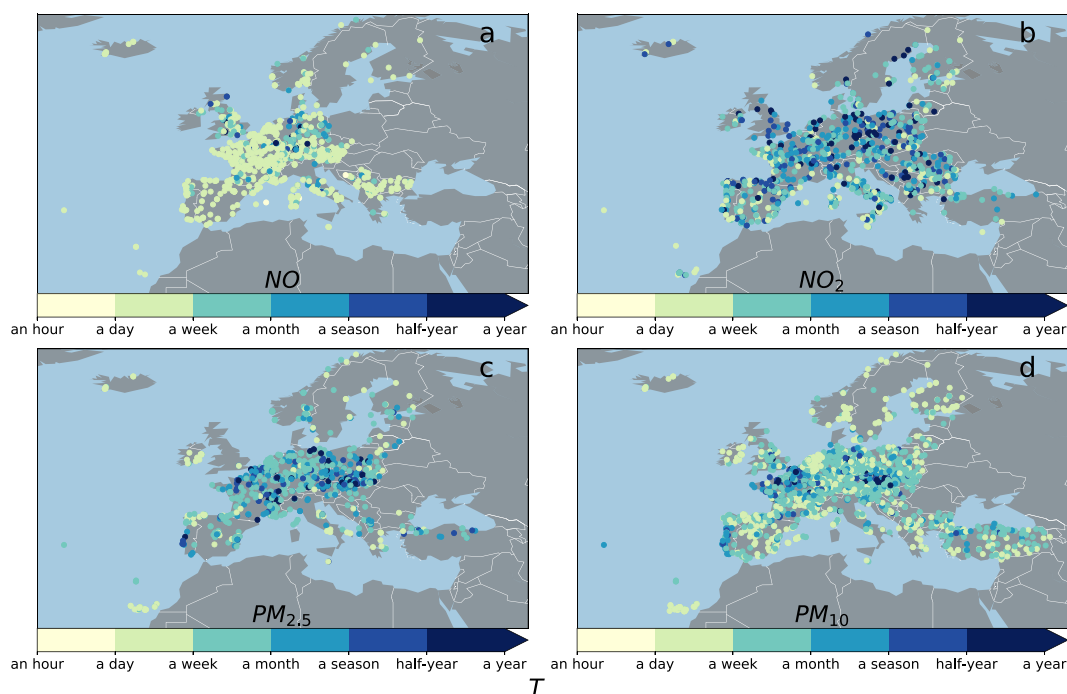 a
b
NO
NO₂
an hour a day a week a month a season half-year a year
an hour a day a week a month a season half-year a year
c
d
PM₂.₅
PM₁₀
an hour a day a week a month a season half-year a year
an hour a day a week a month a season half-year a year
T